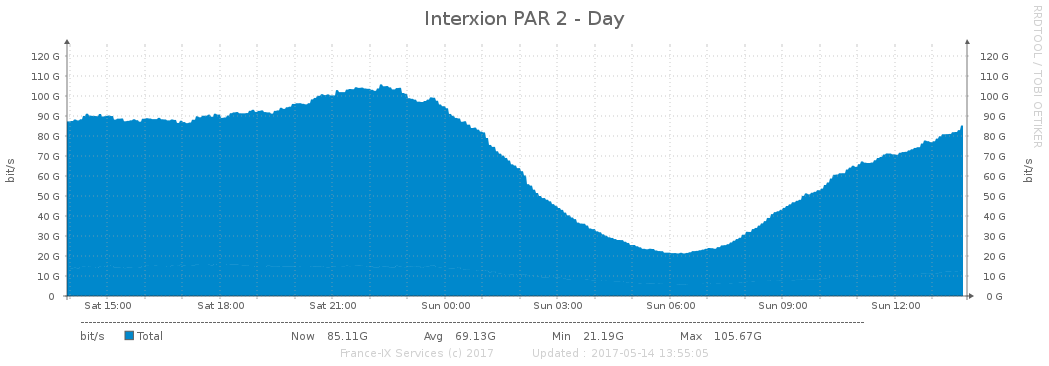 Interxion PAR 2 - Day
RRDTOOL / TOBI OETIKER
120 G 120 G
110 G 110 G
100 G 100 G
90 G 90 G
80 G 80 G
70 G 70 G
60 G 60 G
50 G 50 G
40 G 40 G
30 G 30 G
20 G 20 G
10 G 10 G
0 0 G
bit/s bit/s
Sat 15:00 Sat 18:00 Sat 21:00 Sun 00:00 Sun 03:00 Sun 06:00 Sun 09:00 Sun 12:00
bit/s Total Now 85.11G Avg 69.13G Min 21.19G Max 105.67G
France-IX Services (c) 2017 Updated : 2017-05-14 13:55:05